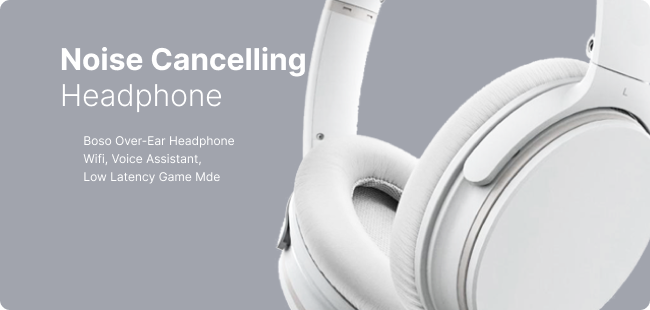 Noise Cancelling
Headphone
Boso Over-Ear Headphone
Wifi, Voice Assistant,
Low Latency Game Mde
L